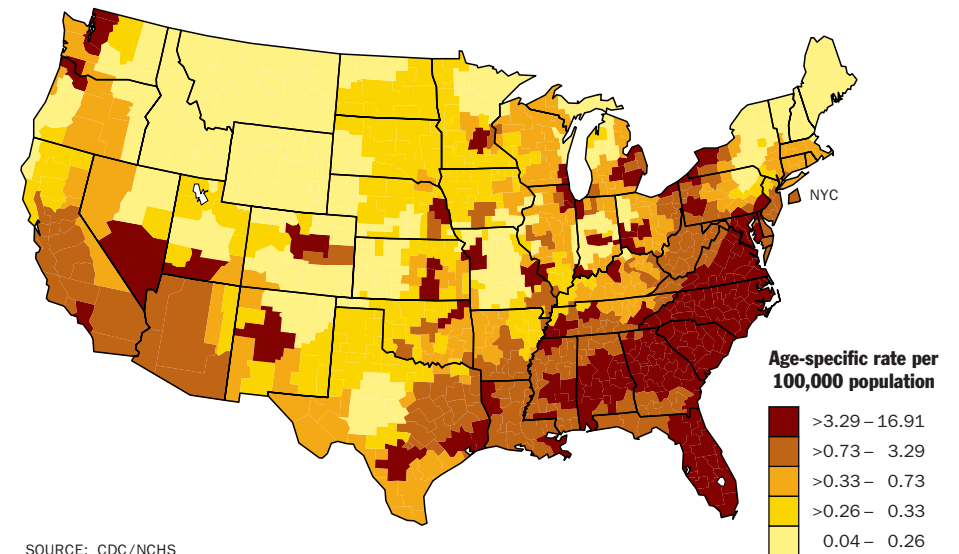 NYC
Age-specific rate per
100,000 population
>3.29 – 16.91
>0.73 – 3.29
>0.33 – 0.73
>0.26 – 0.33
0.04 – 0.26
SOURCE: CDC/NCHS